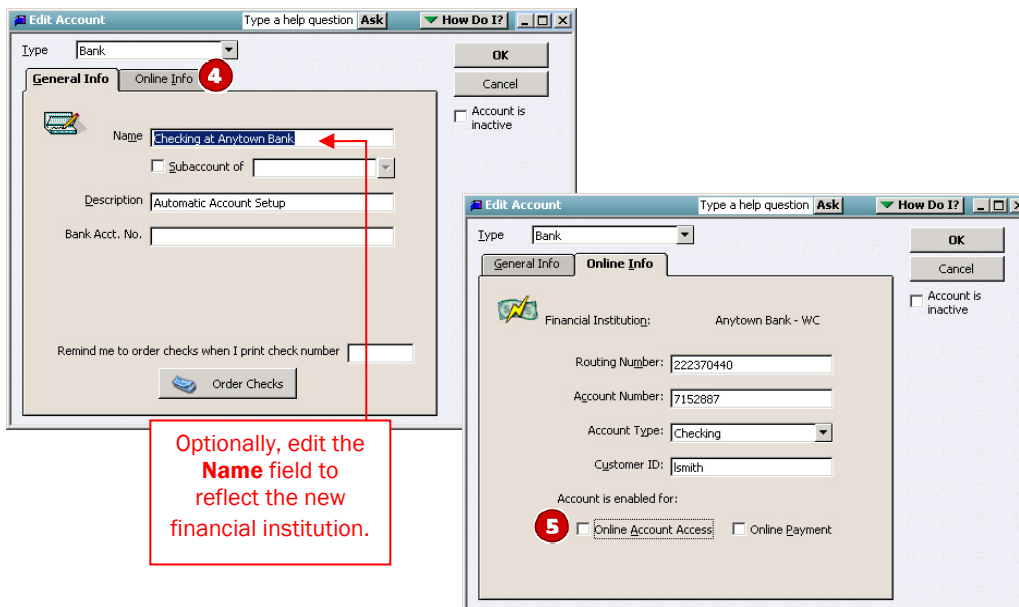 Edit Account Type a help question Ask How Do I?
Type Bank
OK
General Info Online Info 4
Cancel
Account is
inactive
Name Checking at Anytown Bank
Subaccount of
Description Automatic Account Setup
Bank Acct. No.
Remind me to order checks when I print check number
Order Checks
Optionally, edit the
Name field to
reflect the new
financial institution.
Edit Account Type a help question Ask How Do I?
Type Bank
OK
General Info Online Info
Cancel
Account is
inactive
Financial Institution: Anytown Bank - WC
Routing Number: 222370440
Account Number: 7152887
Account Type: Checking
Customer ID: lsmith
Account is enabled for:
5 Online Account Access Online Payment